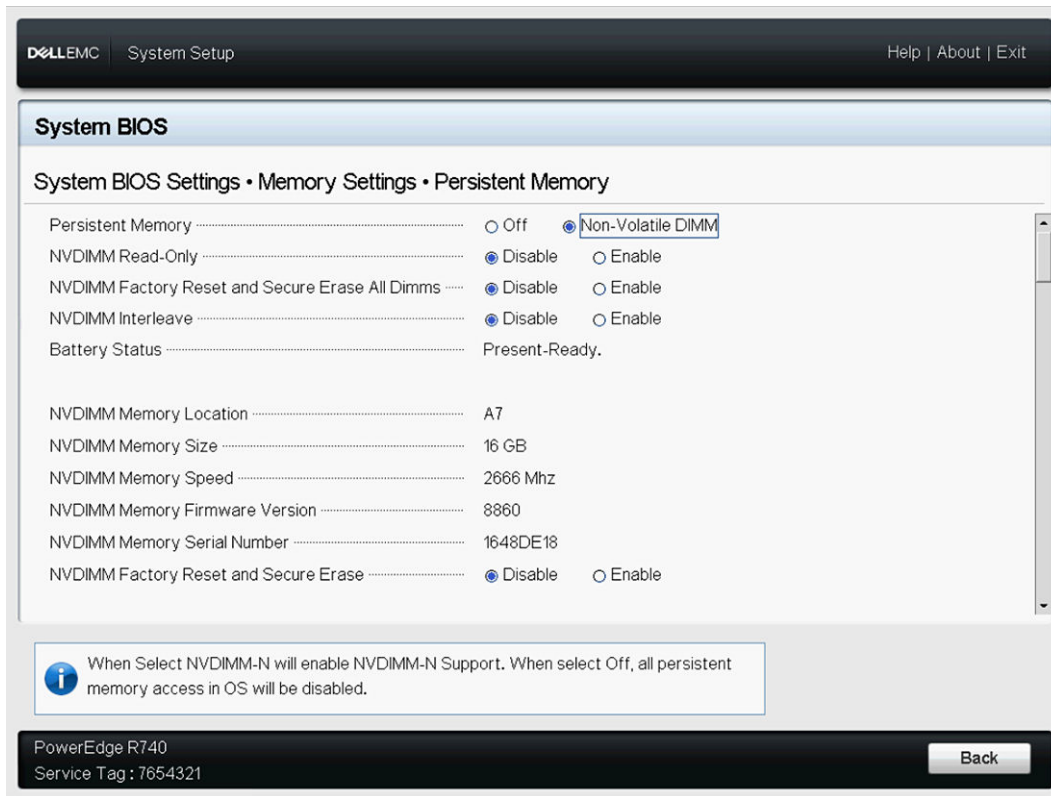 DELLEMC System Setup Help | About | Exit
System BIOS
System BIOS Settings • Memory Settings • Persistent Memory
Persistent Memory Off Non-Volatile DIMM
NVDIMM Read-Only Disable Enable
NVDIMM Factory Reset and Secure Erase All Dimms Disable Enable
NVDIMM Interleave Disable Enable
Battery Status Present-Ready.
NVDIMM Memory Location A7
NVDIMM Memory Size 16 GB
NVDIMM Memory Speed 2666 Mhz
NVDIMM Memory Firmware Version 8860
NVDIMM Memory Serial Number 1648DE18
NVDIMM Factory Reset and Secure Erase Disable Enable
When Select NVDIMM-N will enable NVDIMM-N Support. When select Off, all persistent
memory access in OS will be disabled.
PowerEdge R740
Service Tag : 7654321
Back